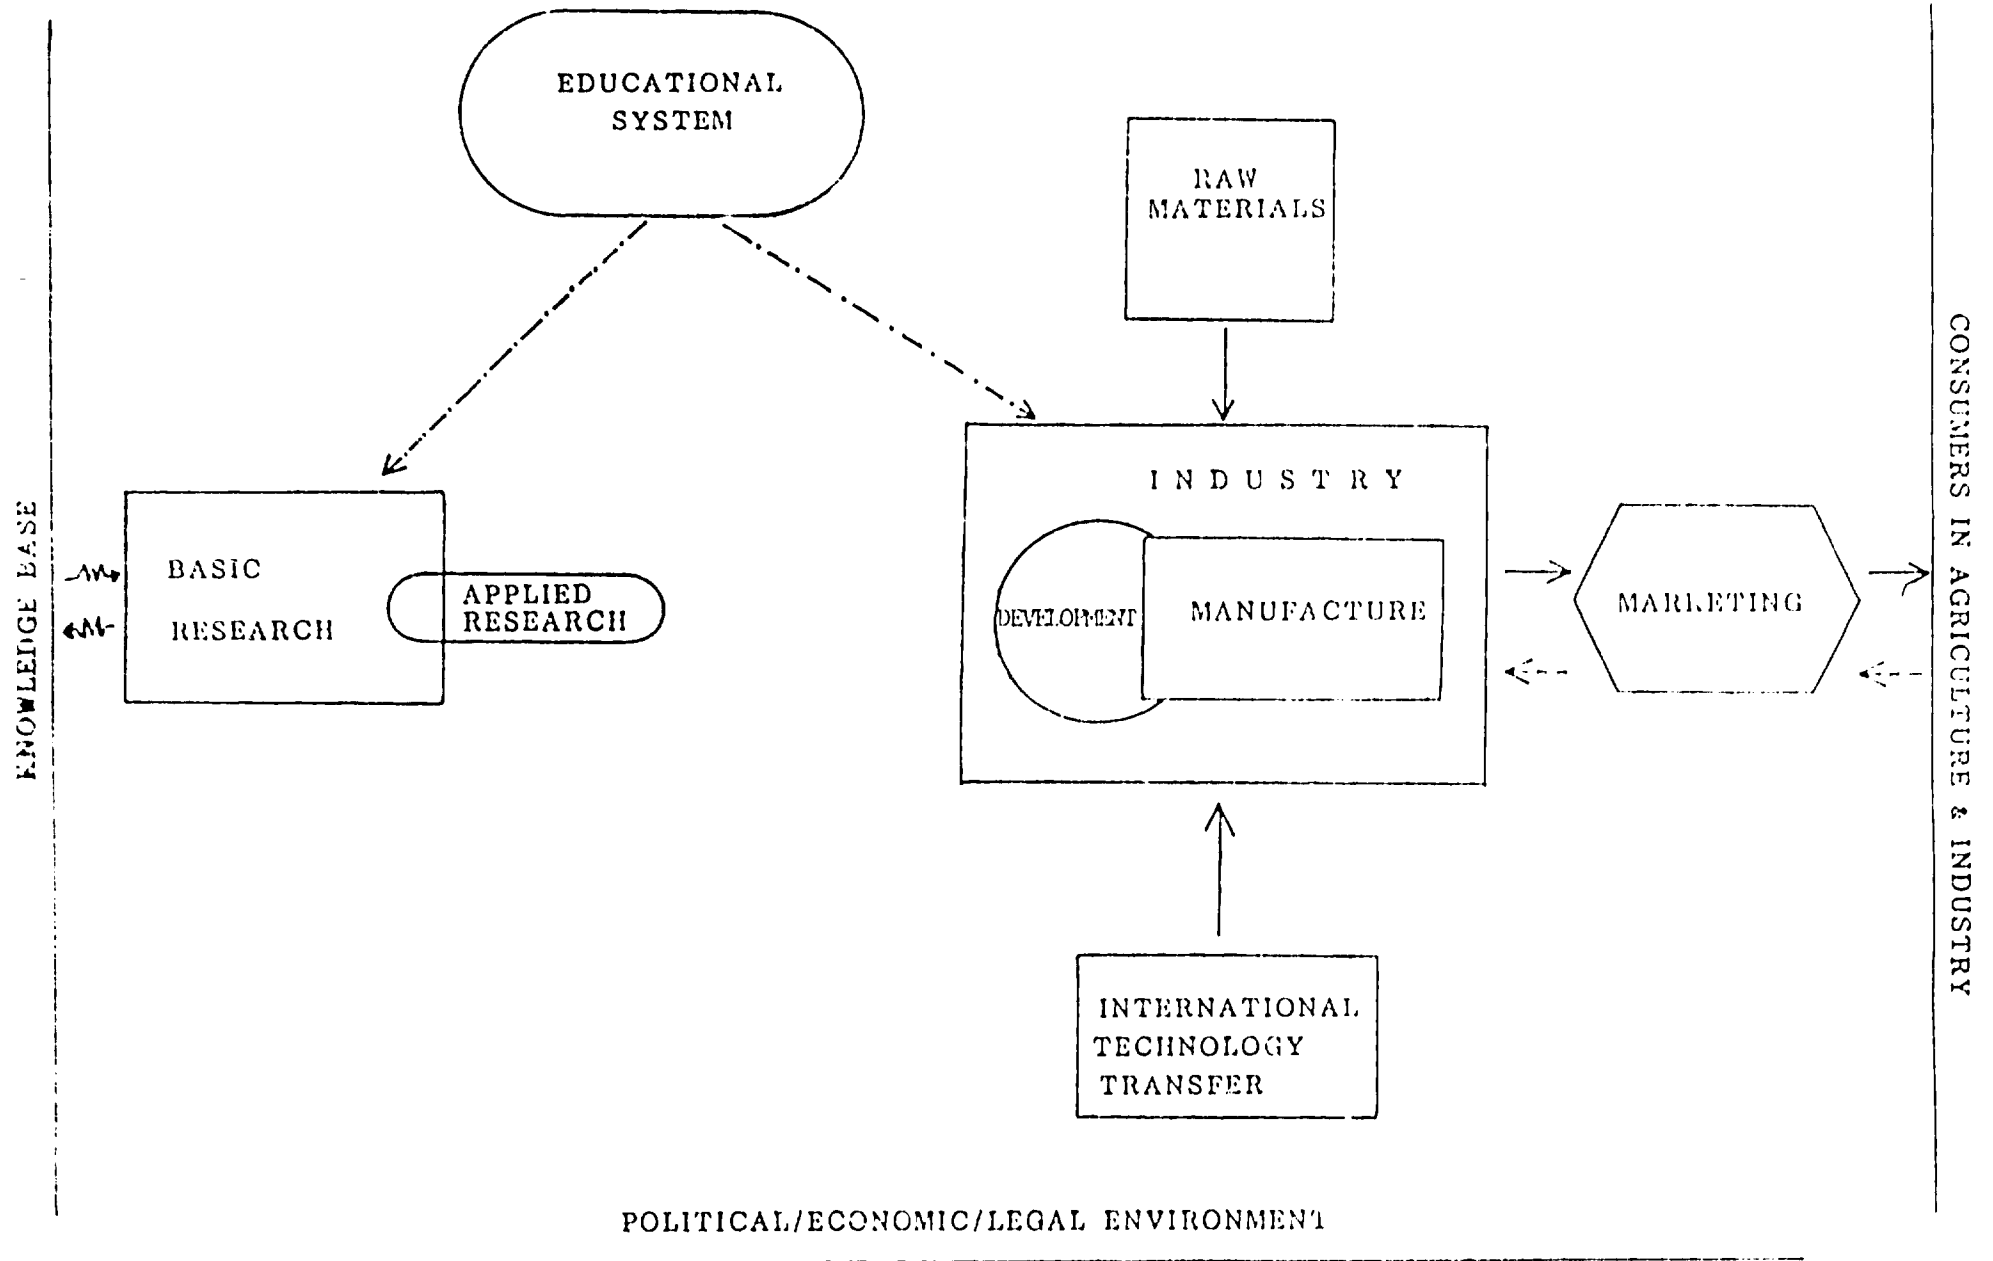 EDUCATIONAL
SYSTEM
RAW
MATERIALS
KNOWLEDGE BASE
BASIC
RESEARCH
APPLIED
RESEARCH
INDUSTRY
DEVELOPMENT
MANUFACTURE
MARKETING
CONSUMERS IN AGRICULTURE & INDUSTRY
INTERNATIONAL
TECHNOLOGY
TRANSFER
POLITICAL/ECONOMIC/LEGAL ENVIRONMENT